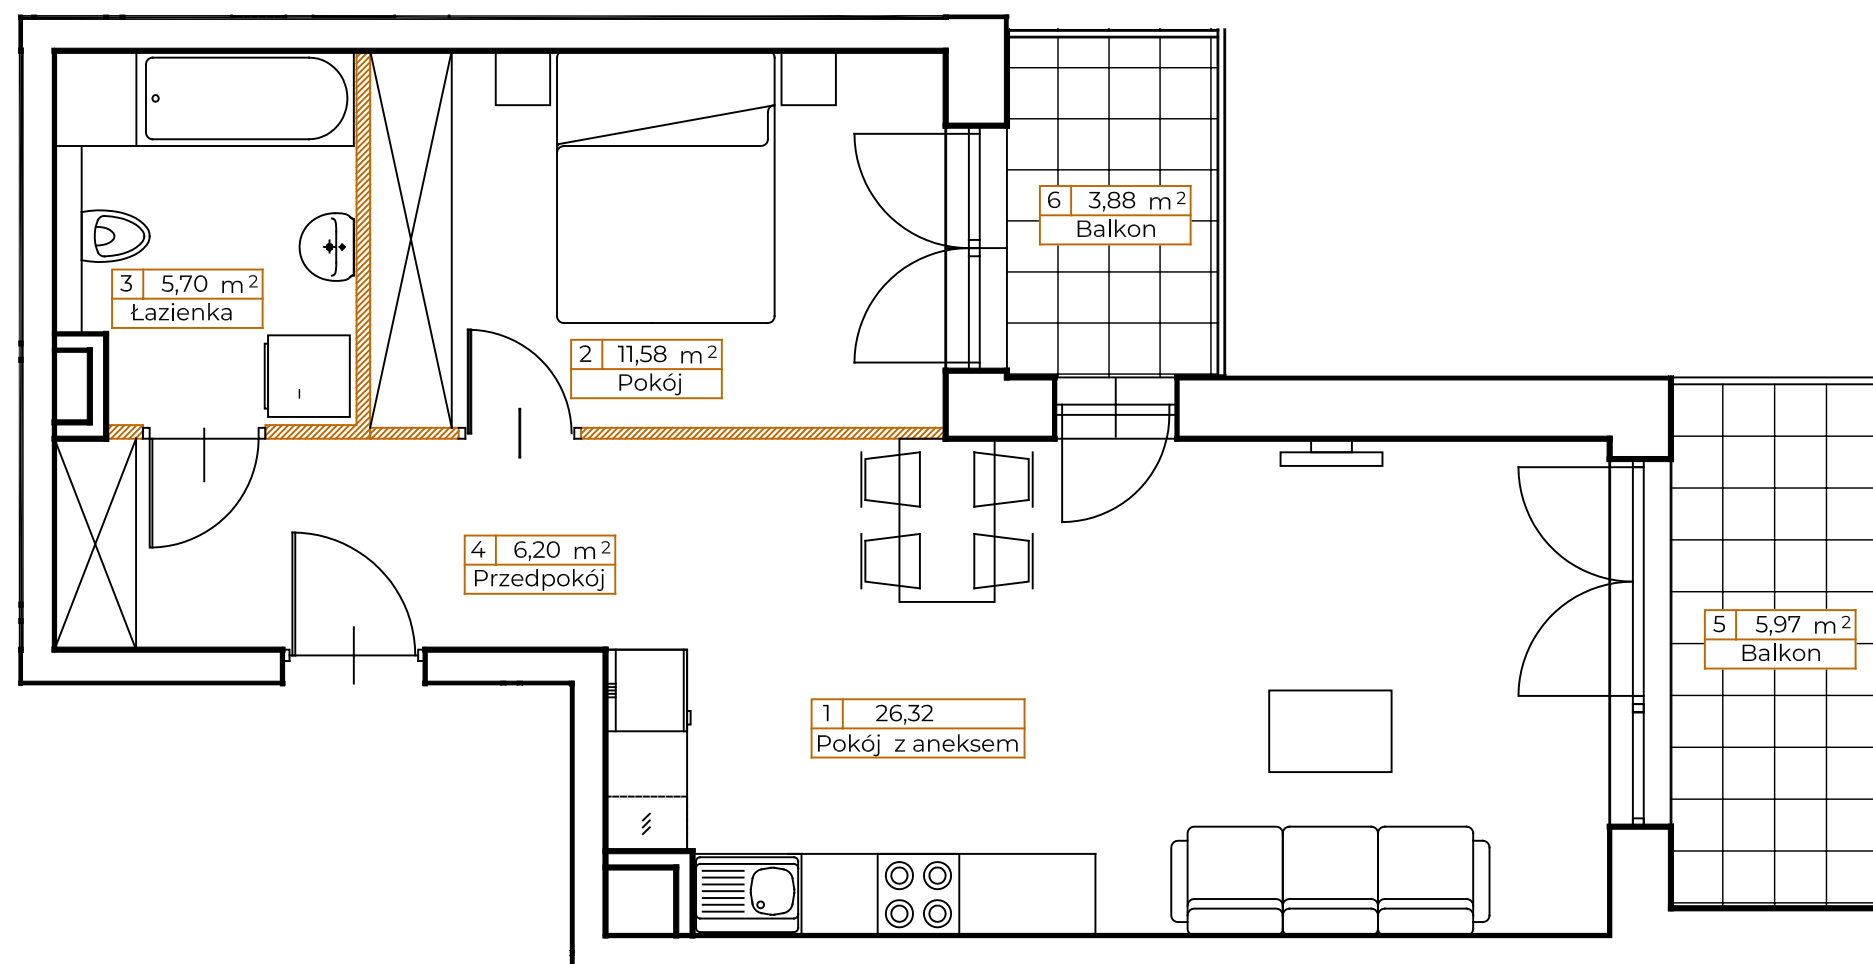 6 3,88 m²
Balkon
3 5,70 m²
Łazienka
2 11,58 m²
Pokój
4 6,20 m²
Przedpokój
5 5,97 m²
Balkon
1 26,32
Pokój z aneksem